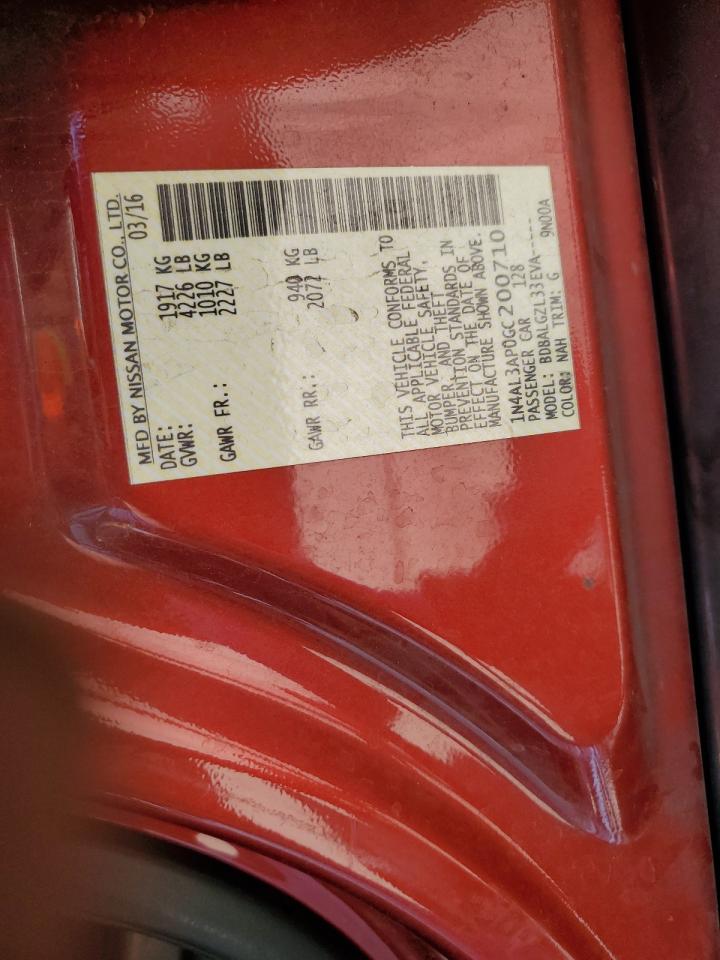 MFD BY NISSAN MOTOR CO., LTD.
DATE: 03/16
GVWR: 1917 KG
4226 LB
GAWR FR.: 1010 KG
2227 LB
GAWR RR.: 940 KG
2072 LB
THIS VEHICLE CONFORMS TO
ALL APPLICABLE FEDERAL
MOTOR VEHICLE SAFETY,
BUMPER, AND THEFT
PREVENTION STANDARDS IN
EFFECT ON THE DATE OF
MANUFACTURE SHOWN ABOVE.
1N4AL3AP0GC200710
PASSENGER CAR 128
MODEL: BDBALGZL33EVA-----
COLOR: NAH TRIM: G 9N00A